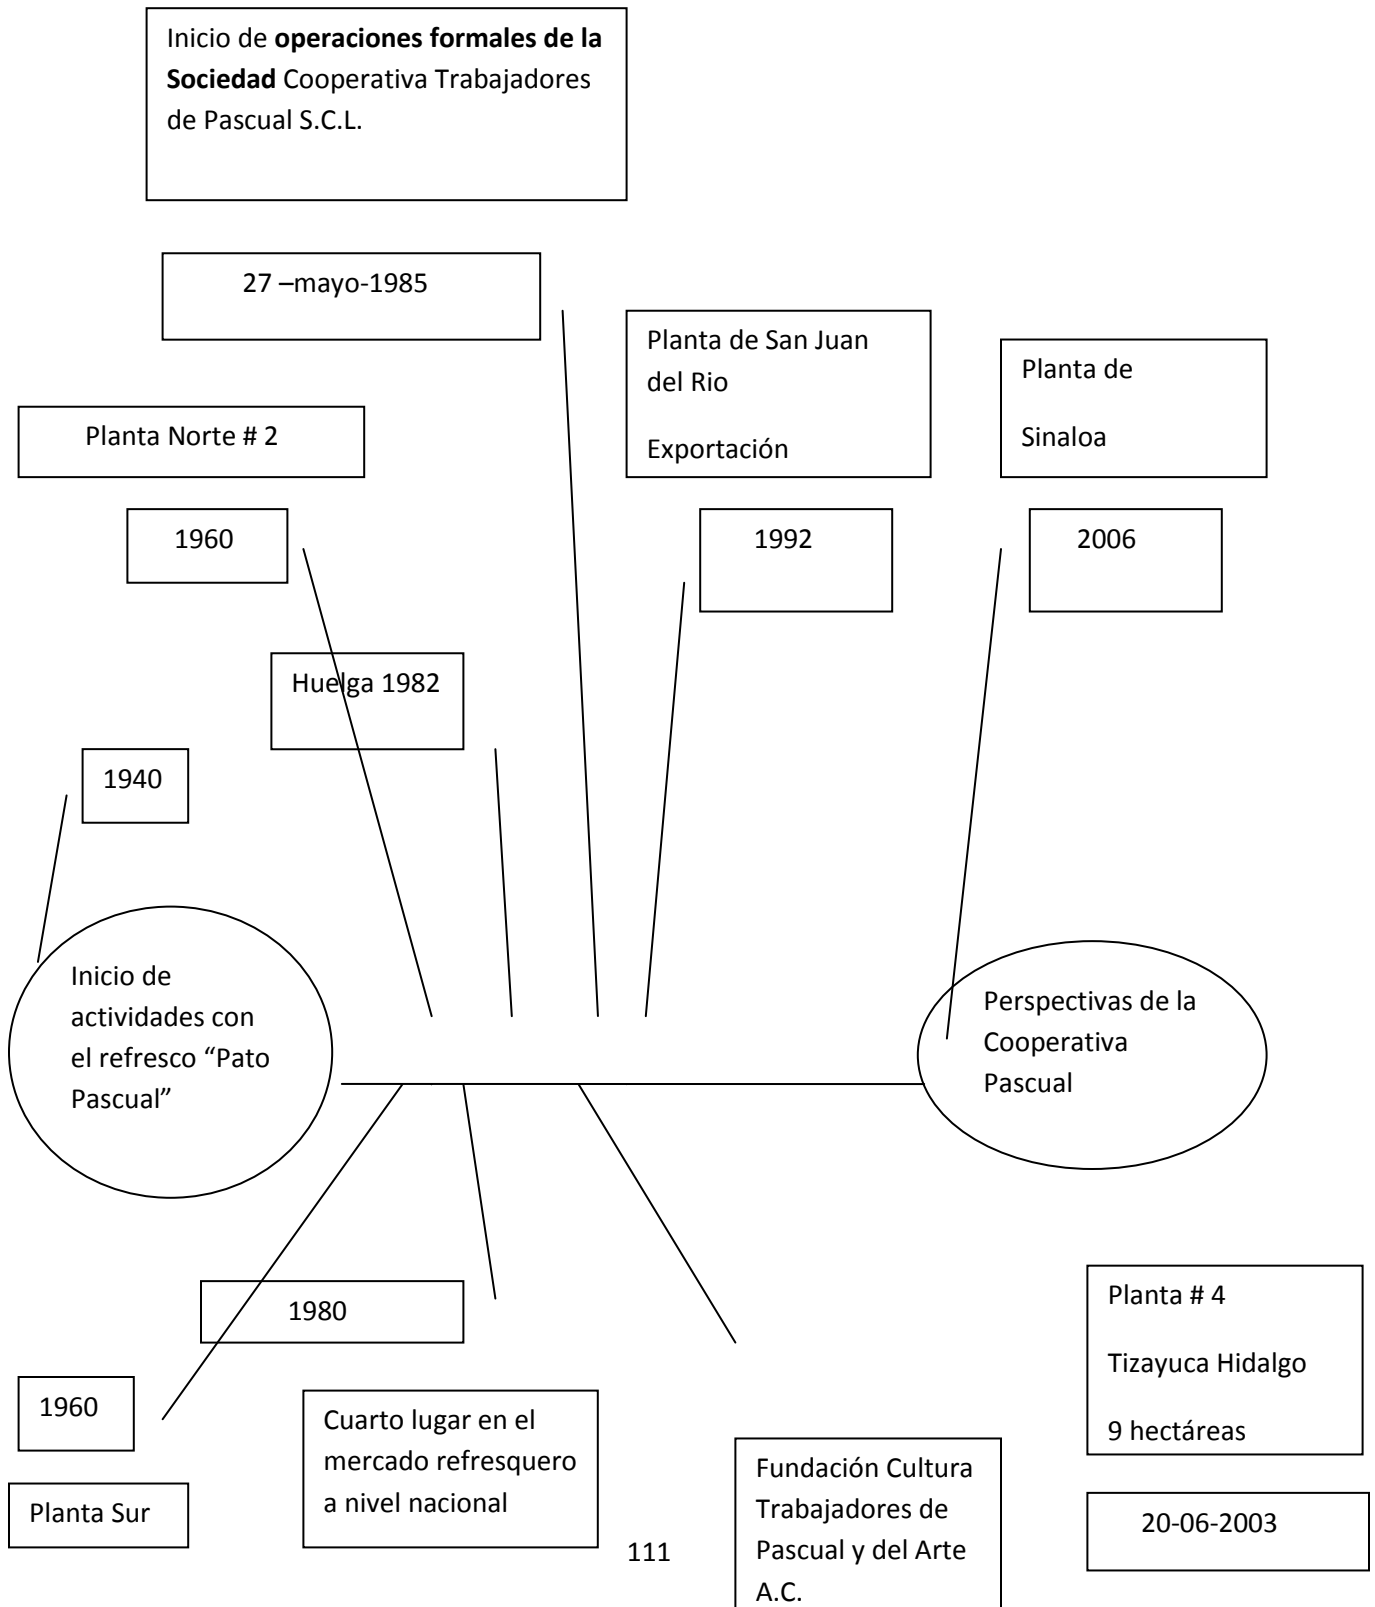 Inicio de operaciones formales de la
Sociedad Cooperativa Trabajadores
de Pascual S.C.L.
27 –mayo-1985
Planta de San Juan
del Rio
Exportación
Planta de
Sinaloa
Planta Norte # 2
1960
1992
2006
Huelga 1982
1940
Inicio de
actividades con
el refresco “Pato
Pascual”
Perspectivas de la
Cooperativa
Pascual
1980
1960
Planta Sur
Cuarto lugar en el
mercado refresquero
a nivel nacional
Fundación Cultura
Trabajadores de
Pascual y del Arte
A.C.
Planta # 4
Tizayuca Hidalgo
9 hectáreas
20-06-2003
111